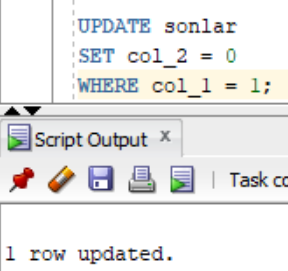 UPDATE sonlar
SET col_2 = 0
WHERE col_1 = 1;
Script Output x
Task co
1 row updated.